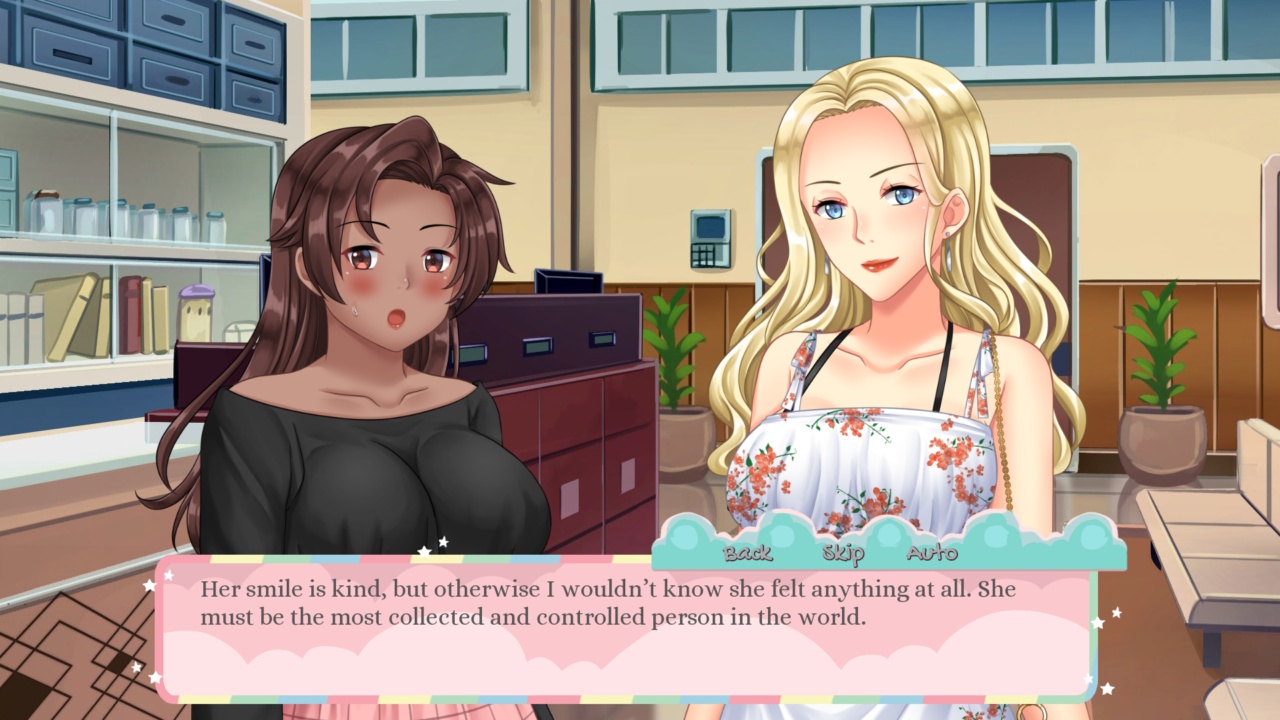 Back Skip Auto
Her smile is kind, but otherwise I wouldn't know she felt anything at all. She
must be the most collected and controlled person in the world.